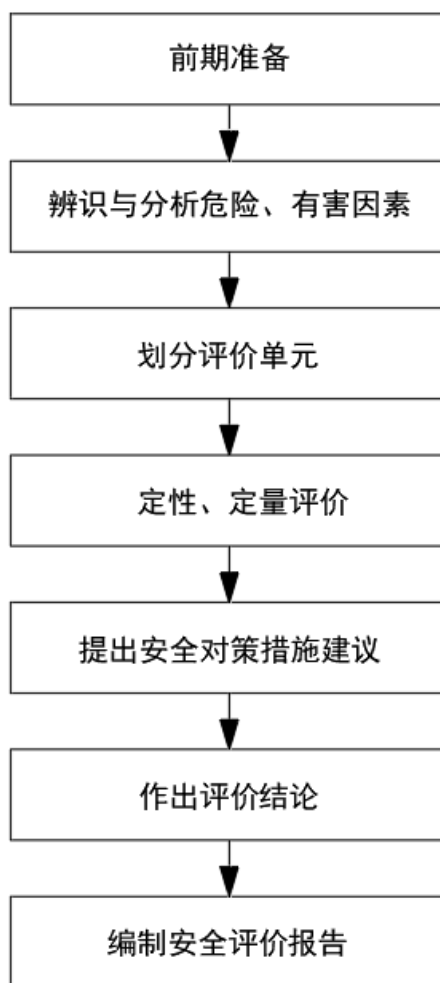 前期准备
辨识与分析危险、有害因素
划分评价单元
定性、定量评价
提出安全对策措施建议
作出评价结论
编制安全评价报告